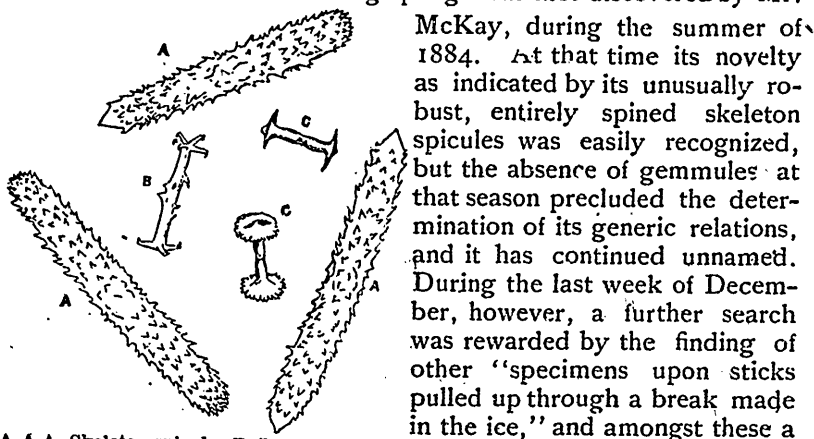 McKay, during the summer of
1884. At that time its novelty
as indicated by its unusually ro-
bust, entirely spined skeleton
spicules was easily recognized,
but the absence of gemmules at
that season precluded the deter-
mination of its generic relations,
and it has continued unnamed.
During the last week of Decem-
ber, however, a further search
was rewarded by the finding of
other "specimens upon sticks
pulled up through a break made
in the ice," and amongst these a
A
C
B
C
A
A